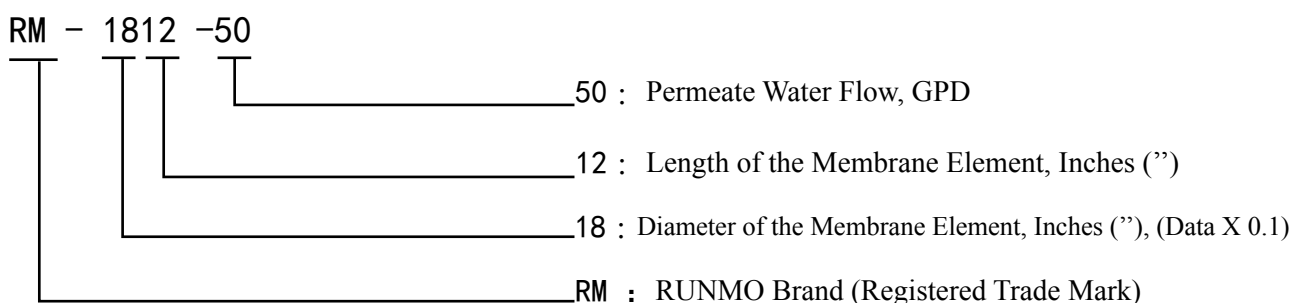 RM - 1812 -50
50： Permeate Water Flow, GPD
12： Length of the Membrane Element, Inches (’’)
18： Diameter of the Membrane Element, Inches (’’), (Data X 0.1)
RM ： RUNMO Brand (Registered Trade Mark)